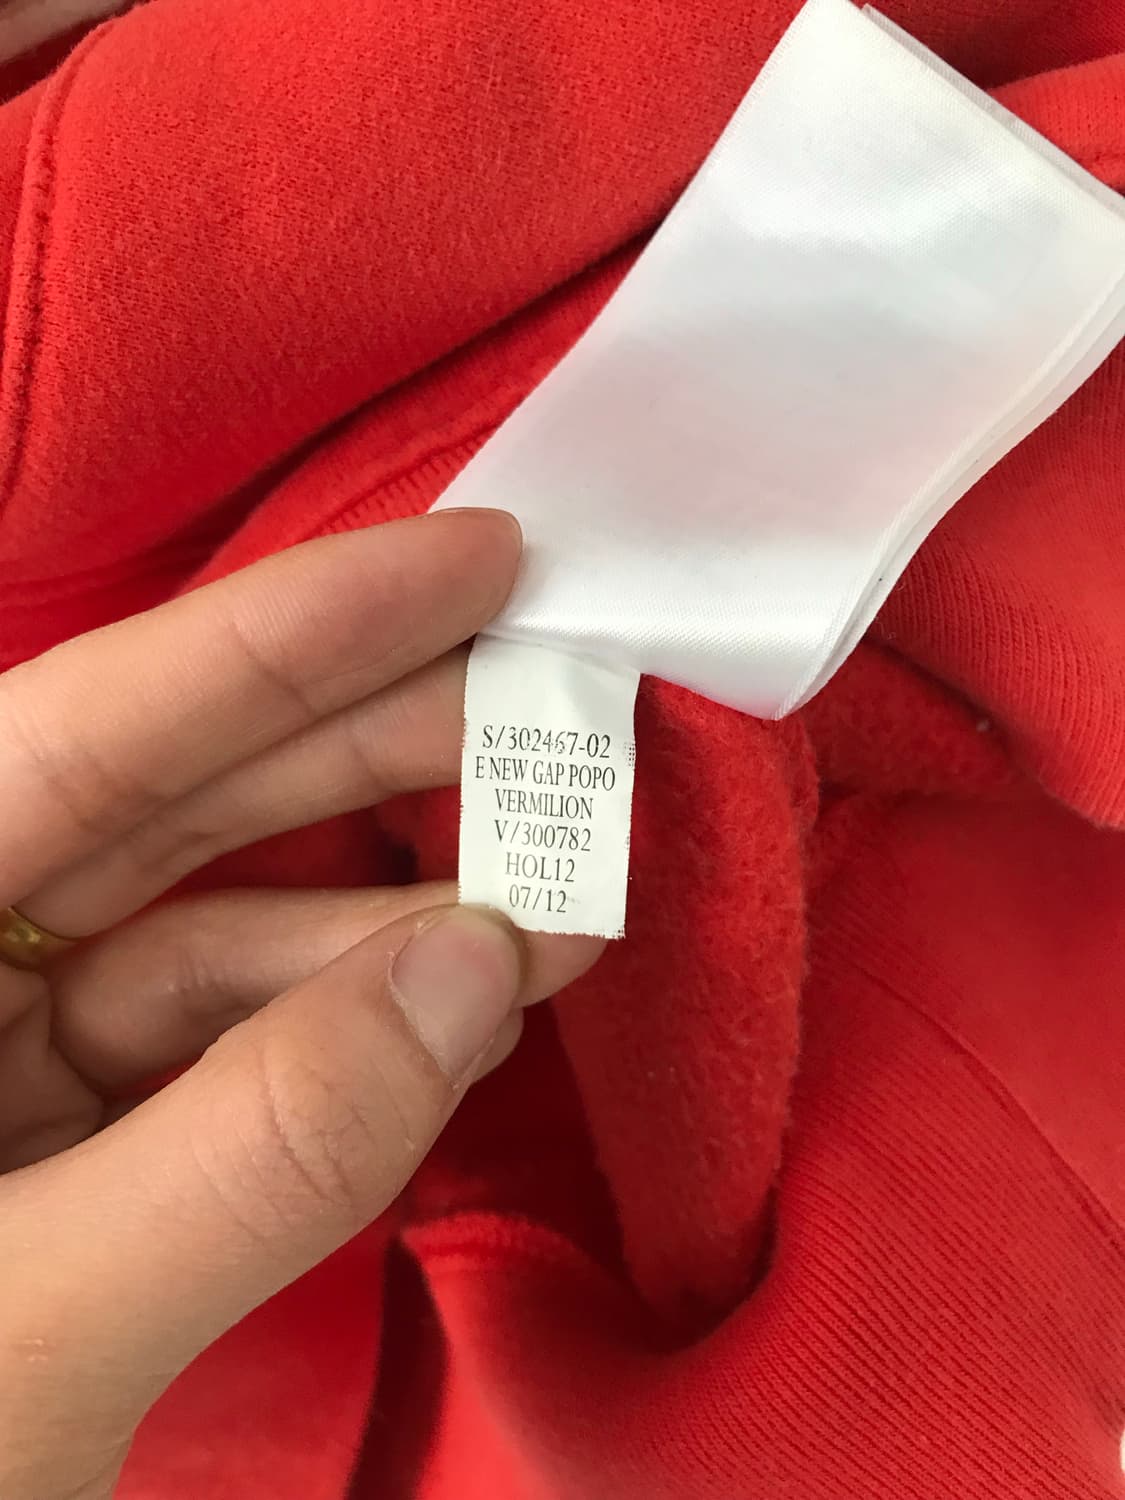 S/302467-02
E NEW GAP POPO
VERMILION
V/300782
HOL12
07/12